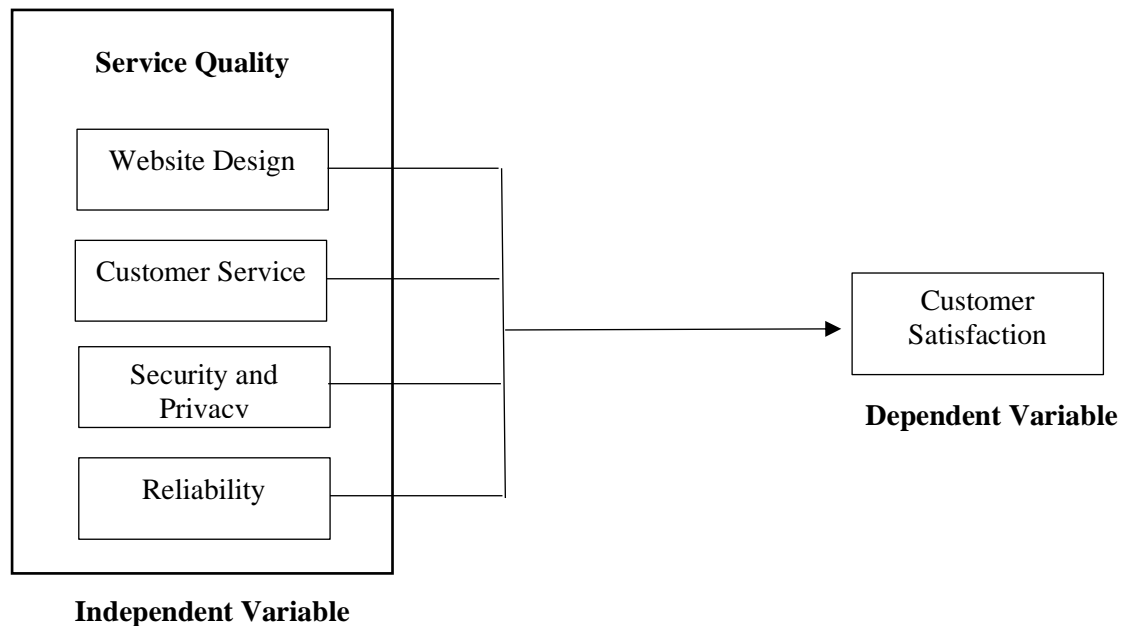 Service Quality
Website Design
Customer Service
Security and
Privacy
Reliability
Independent Variable
Customer
Satisfaction
Dependent Variable